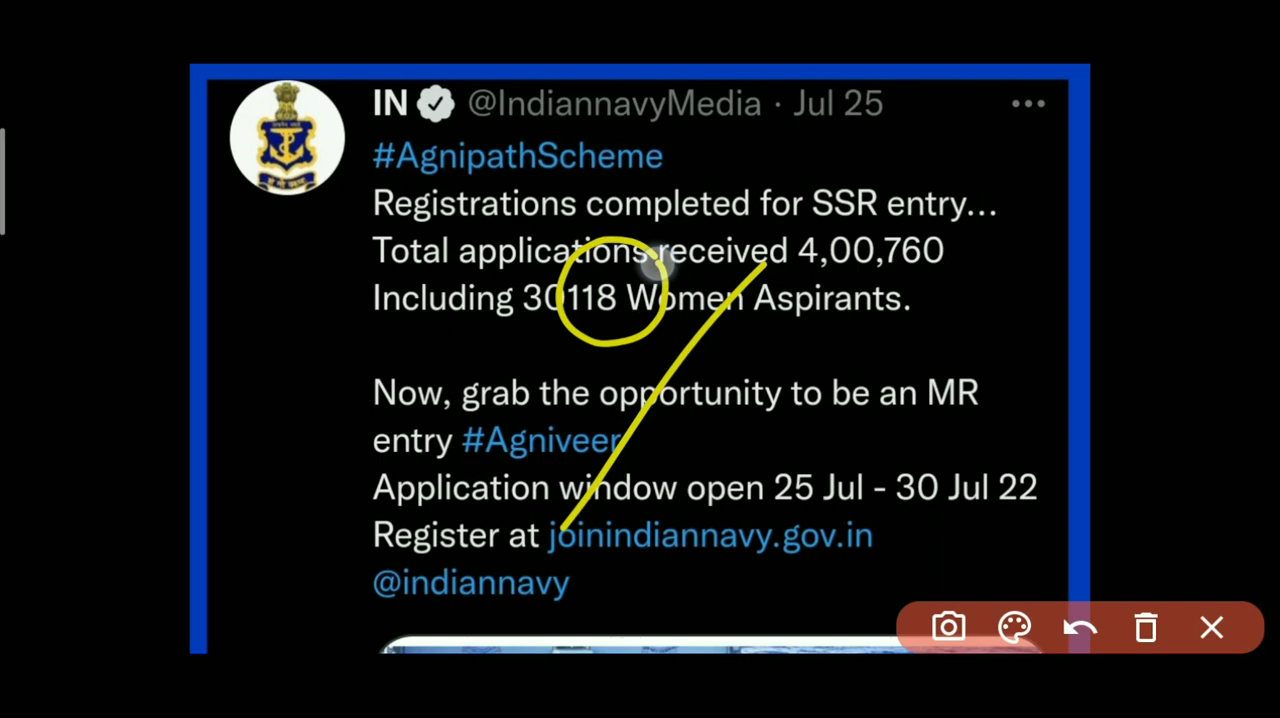 IN @IndiannavyMedia · Jul 25
#AgnipathScheme
Registrations completed for SSR entry...
Total applications received 4,00,760
Including 30118 Women Aspirants.
Now, grab the opportunity to be an MR
entry #Agniveer
Application window open 25 Jul - 30 Jul 22
Register at joinindiannavy.gov.in
@indiannavy